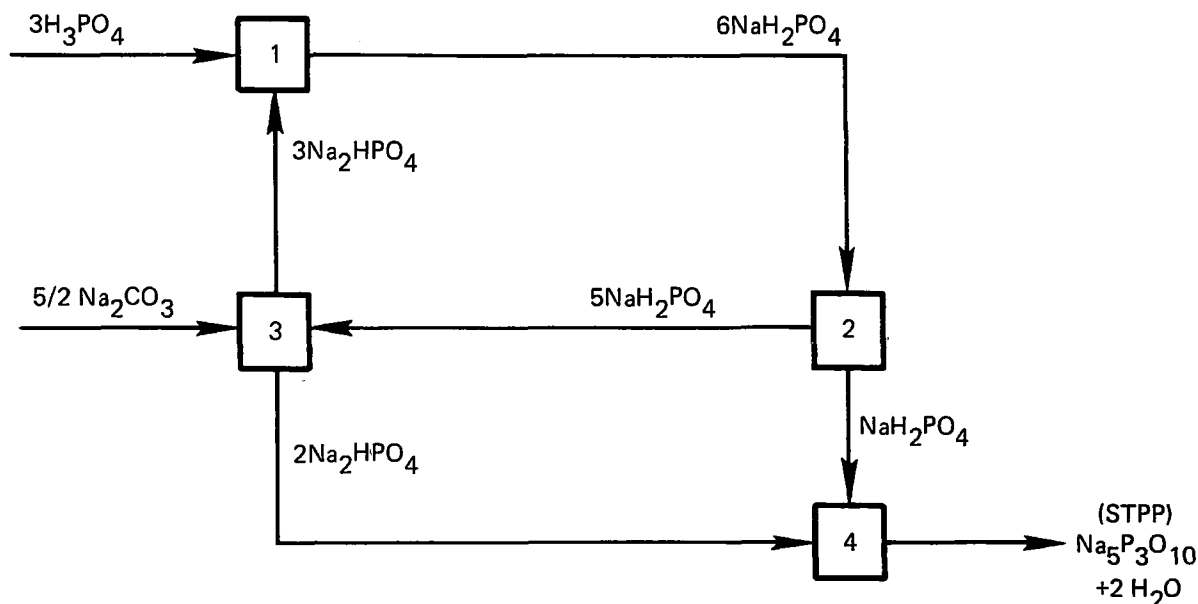 3H₃PO₄
1
6NaH₂PO₄
3Na₂HPO₄
5/2 Na₂CO₃
3
5NaH₂PO₄
2
2Na₂HPO₄
NaH₂PO₄
4
(STPP)
Na₅P₃O₁₀
+2 H₂O